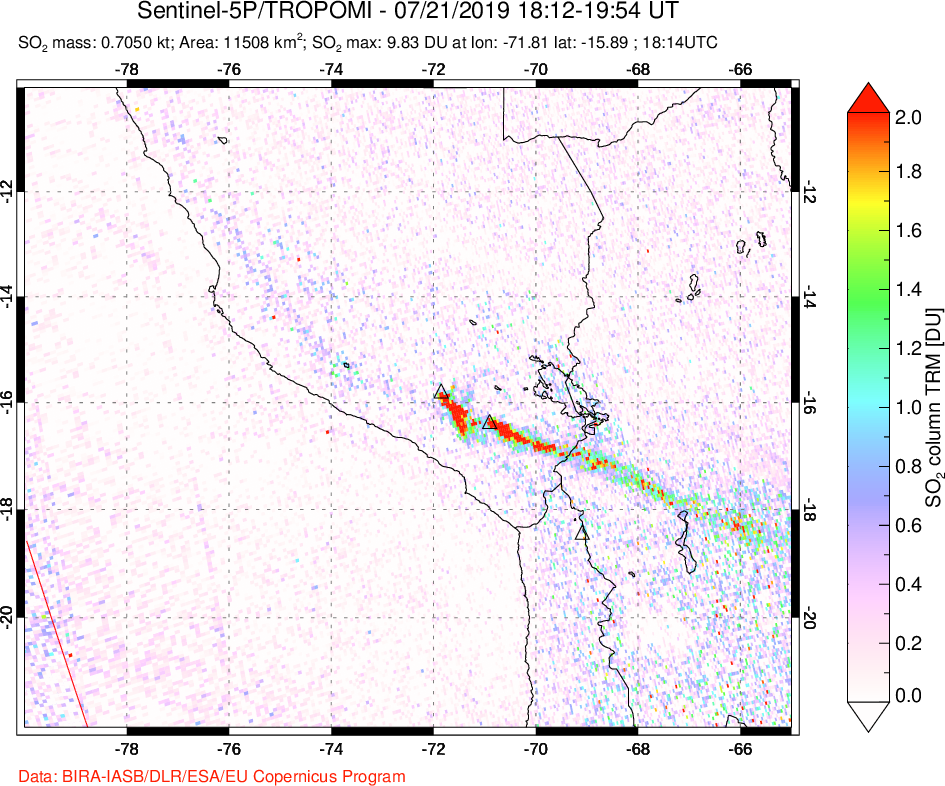 Sentinel-5P/TROPOMI - 07/21/2019 18:12-19:54 UT
SO2 mass: 0.7050 kt; Area: 11508 km2; SO2 max: 9.83 DU at lon: -71.81 lat: -15.89 ; 18:14UTC
-78 -76 -74 -72 -70 -68 -66
-12 -12
-14 -14
-16 -16
-18 -18
-20 -20
-78 -76 -74 -72 -70 -68 -66
2.0
1.8
1.6
1.4
1.2
1.0
0.8
0.6
0.4
0.2
0.0
SO2 column TRM [DU]
Data: BIRA-IASB/DLR/ESA/EU Copernicus Program